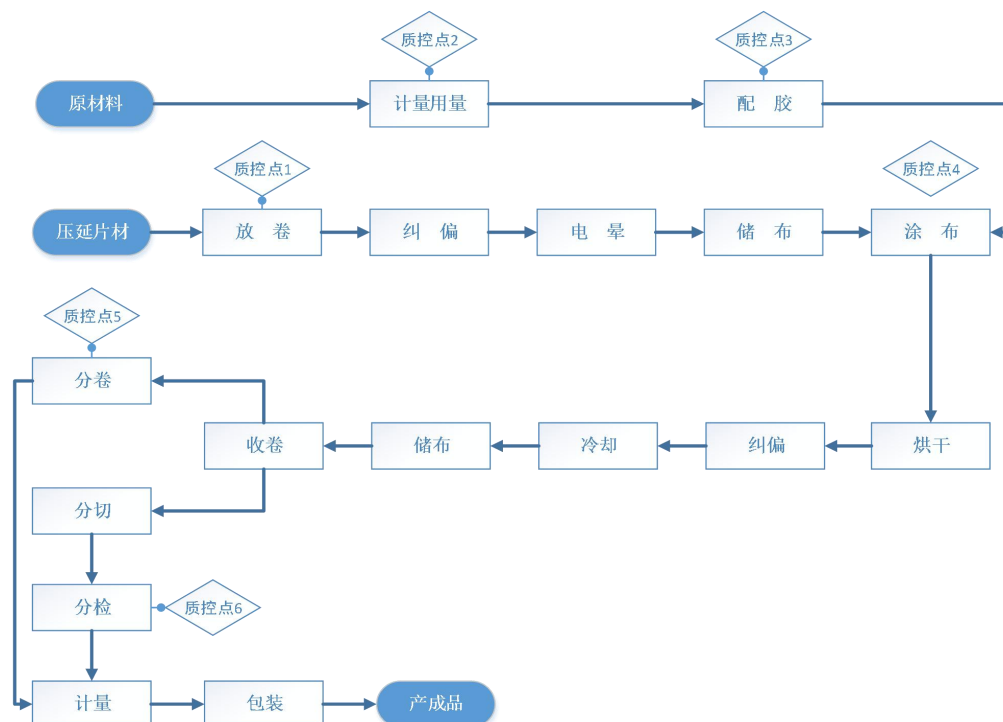 质控点2
质控点3
原材料
计量用量
配 胶
质控点1
质控点4
压延片材
放 卷
纠 偏
电 晕
储 布
涂 布
质控点5
分卷
收卷
储布
冷却
纠偏
烘干
分切
分检
质控点6
计量
包装
产成品